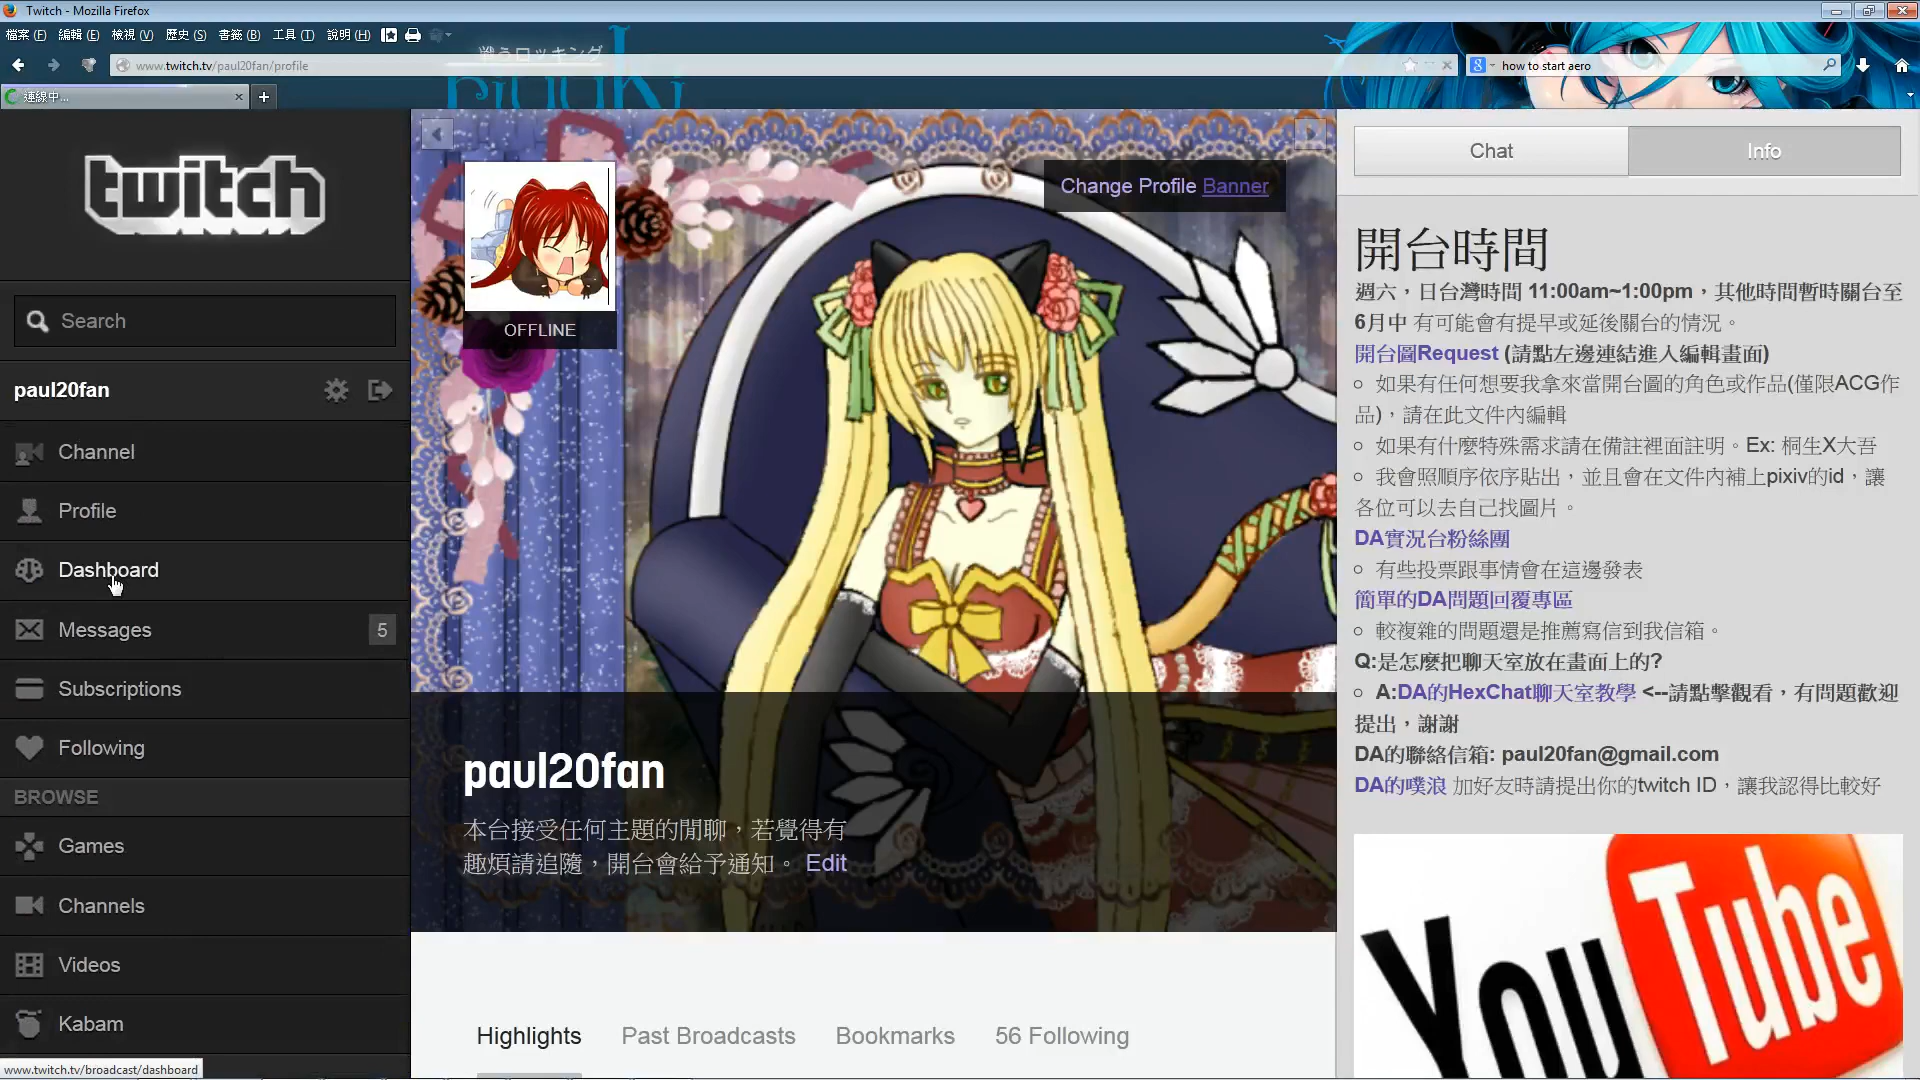 Twitch - Mozilla Firefox
檔案 (F) 編輯 (E) 檢視 (V) 歷史 (S) 書籤 (B) 工具 (T) 說明 (H)
戦うロッキング
www.twitch.tv/paul20fan/profile
how to start aero
連線中...
twitch
Search
paul20fan
Channel
Profile
Dashboard
Messages 5
Subscriptions
Following
BROWSE
Games
Channels
Videos
Kabam
www.twitch.tv/broadcast/dashboard
Change Profile Banner
OFFLINE
paul20fan
本台接受任何主題的閒聊，若覺得有
趣煩請追隨，開台會給予通知。 Edit
Highlights Past Broadcasts Bookmarks 56 Following
Chat Info
開台時間
週六，日台灣時間 11:00am~1:00pm，其他時間暫時關台至
6月中 有可能會有提早或延後關台的情況。
開台圖Request (請點左邊連結進入編輯畫面)
如果有任何想要我拿來當開台圖的角色或作品(僅限ACG作
品)，請在此文件內編輯
如果有什麼特殊需求請在備註裡面註明。Ex: 桐生X大吾
我會照順序依序貼出，並且會在文件內補上pixiv的id，讓
各位可以去自己找圖片。
DA實況台粉絲團
有些投票跟事情會在這邊發表
簡單的DA問題回覆專區
較複雜的問題還是推薦寫信到我信箱。
Q:是怎麼把聊天室放在畫面上的?
A:DA的HexChat聊天室教學 <--請點擊觀看，有問題歡迎
提出，謝謝
DA的聯絡信箱: paul20fan@gmail.com
DA的噗浪 加好友時請提出你的twitch ID，讓我認得比較好
YouTube